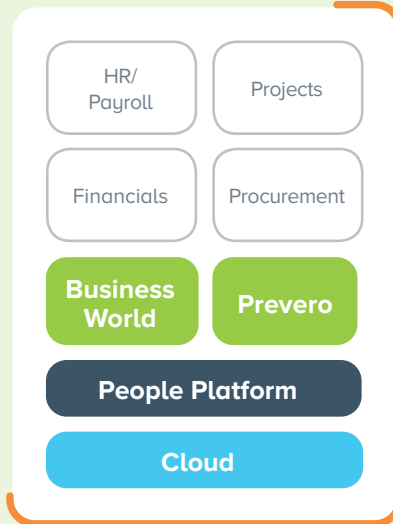 HR/
Payroll
Projects
Financials
Procurement
Business
World
Prevero
People Platform
Cloud